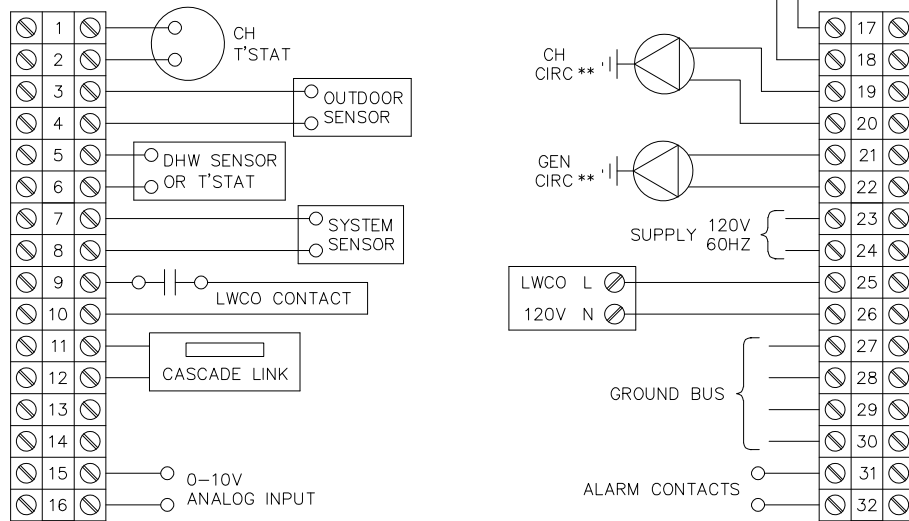 1
2
3
4
5
6
7
8
9
10
11
12
13
14
15
16
CH
T'STAT
OUTDOOR
SENSOR
DHW SENSOR
OR T'STAT
SYSTEM
SENSOR
LWCO CONTACT
CASCADE LINK
0-10V
ANALOG INPUT
CH
CIRC **
GEN
CIRC **
SUPPLY 120V
60HZ
LWCO L
120V N
GROUND BUS
ALARM CONTACTS
17
18
19
20
21
22
23
24
25
26
27
28
29
30
31
32